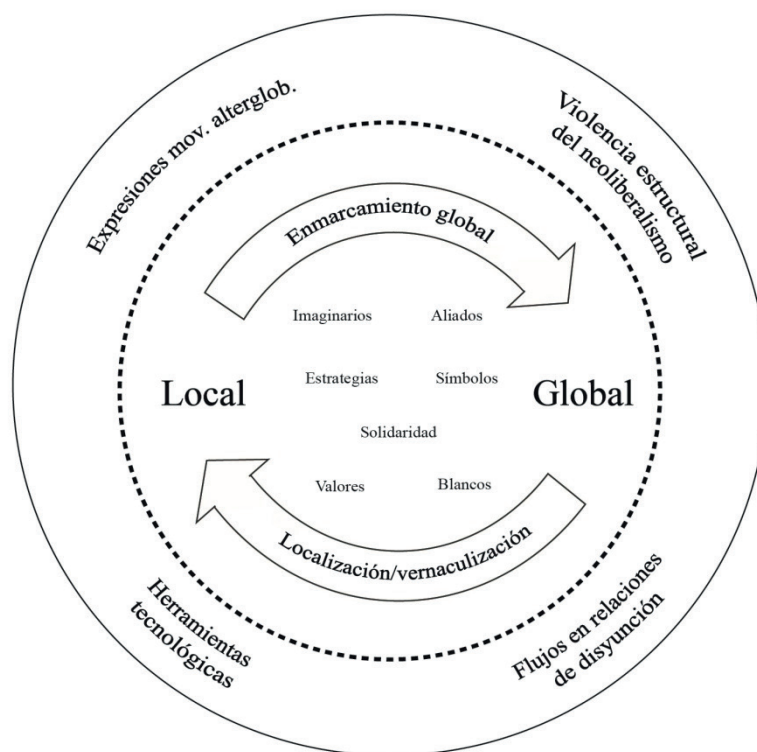 Expresiones mov. alterglob.
Violencia estructural
del neoliberalismo
Enmarcamiento global
Imaginarios
Aliados
Estrategias
Símbolos
Local
Global
Solidaridad
Valores
Blancos
Localización/vernaculización
Herramientas
tecnológicas
Flujos en relaciones
de disyunción